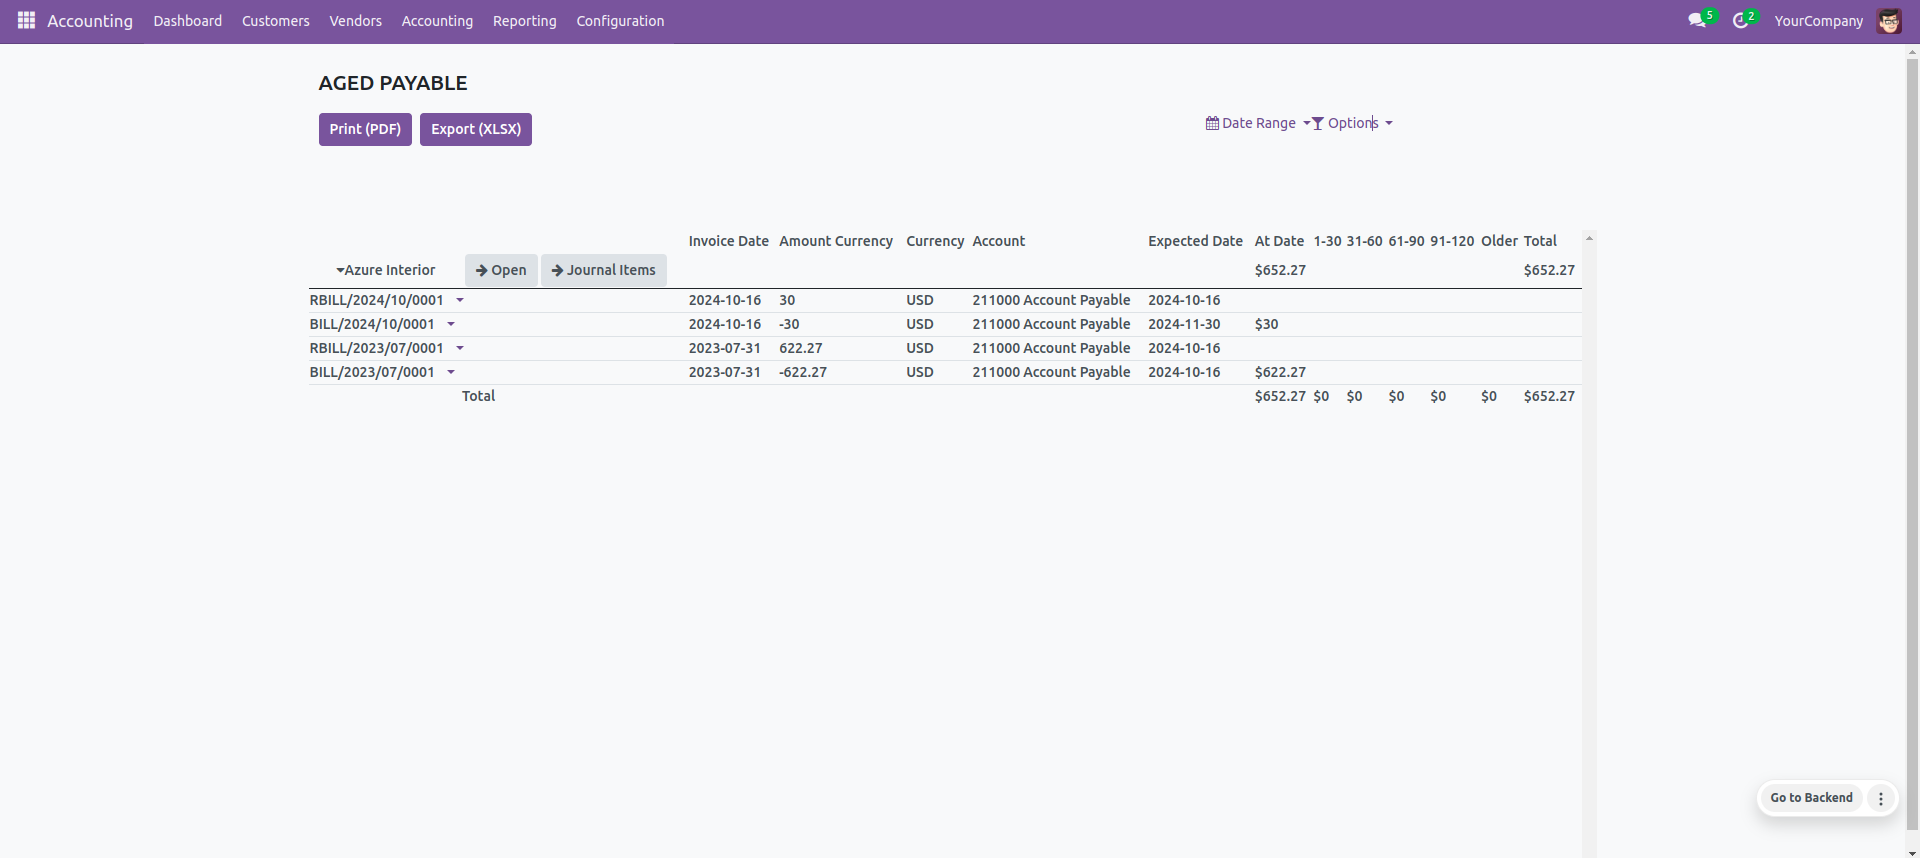 Accounting Dashboard Customers Vendors Accounting Reporting Configuration 5 2 YourCompany
AGED PAYABLE
Print (PDF) Export (XLSX) Date Range Options
Invoice Date Amount Currency Currency Account Expected Date At Date 1-30 31-60 61-90 91-120 Older Total
Azure Interior Open Journal Items $652.27 $652.27
RBILL/2024/10/0001 2024-10-16 30 USD 211000 Account Payable 2024-10-16
BILL/2024/10/0001 2024-10-16 -30 USD 211000 Account Payable 2024-11-30 $30
RBILL/2023/07/0001 2023-07-31 622.27 USD 211000 Account Payable 2024-10-16
BILL/2023/07/0001 2023-07-31 -622.27 USD 211000 Account Payable 2024-10-16 $622.27
Total $652.27 $0 $0 $0 $0 $0 $652.27
Go to Backend